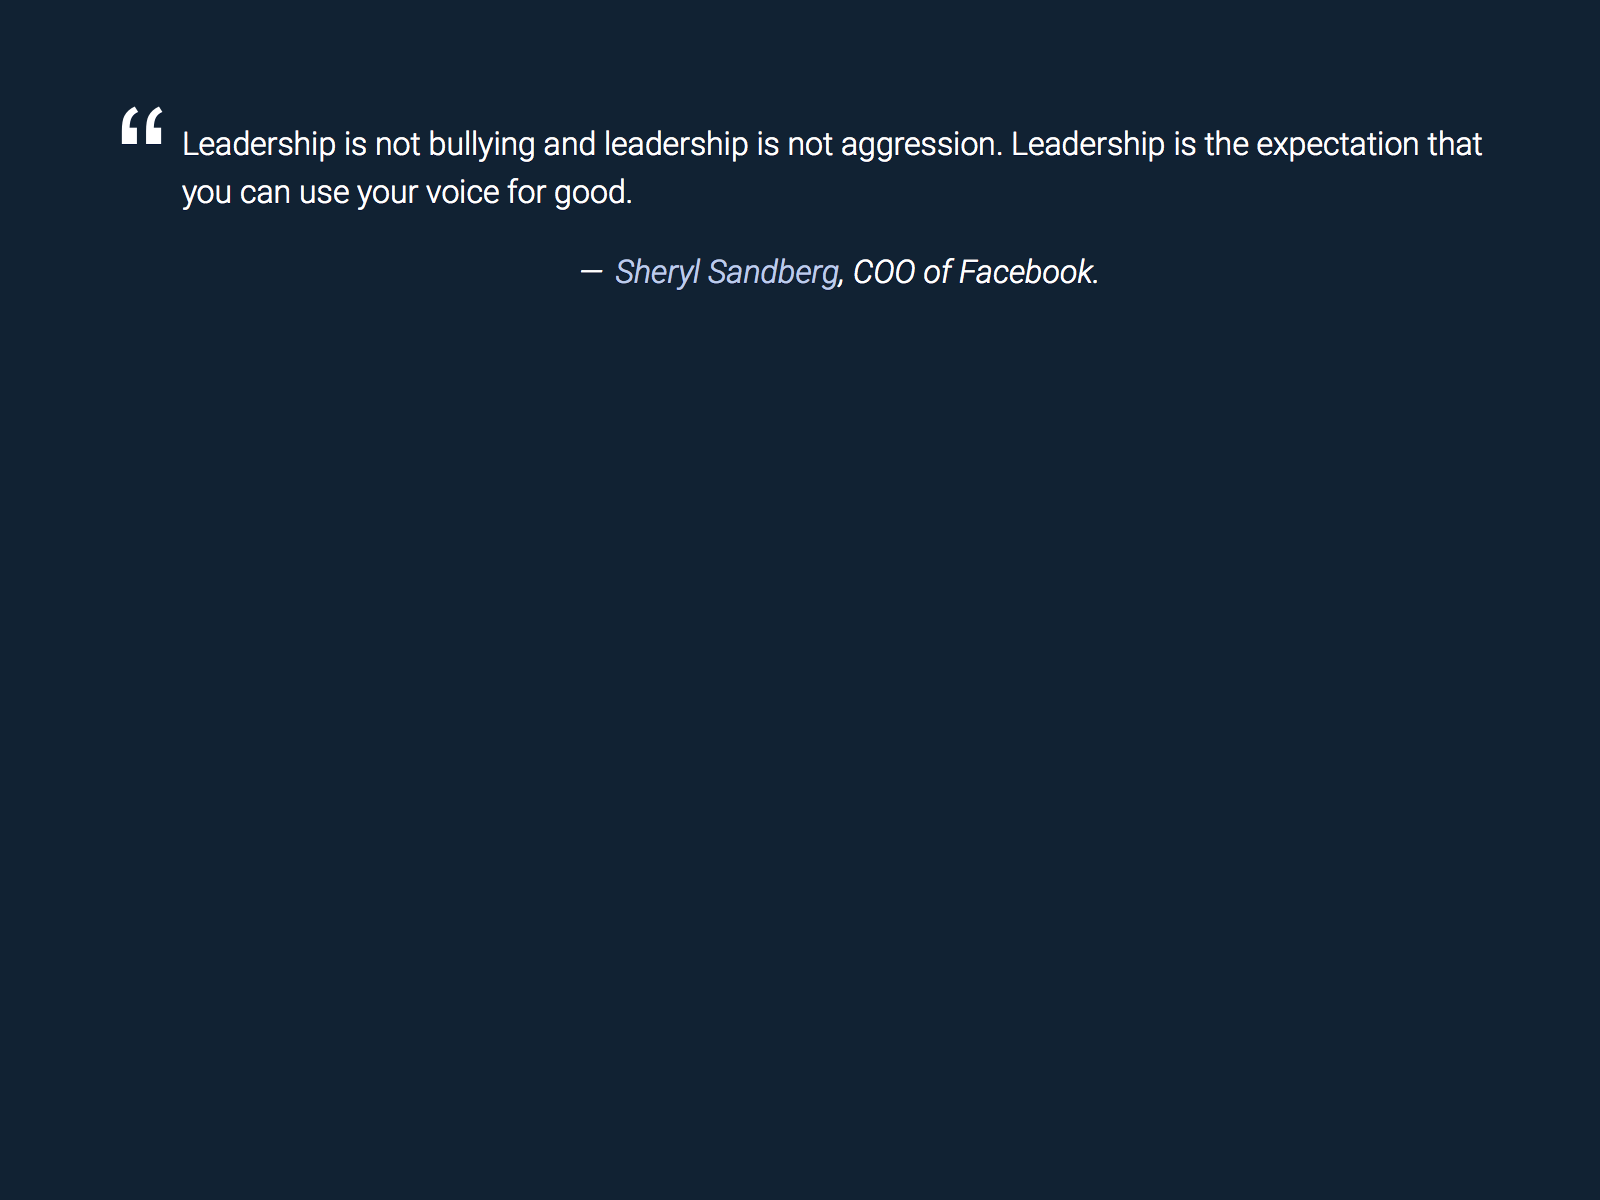 “ Leadership is not bullying and leadership is not aggression. Leadership is the expectation that
you can use your voice for good.
— Sheryl Sandberg, COO of Facebook.